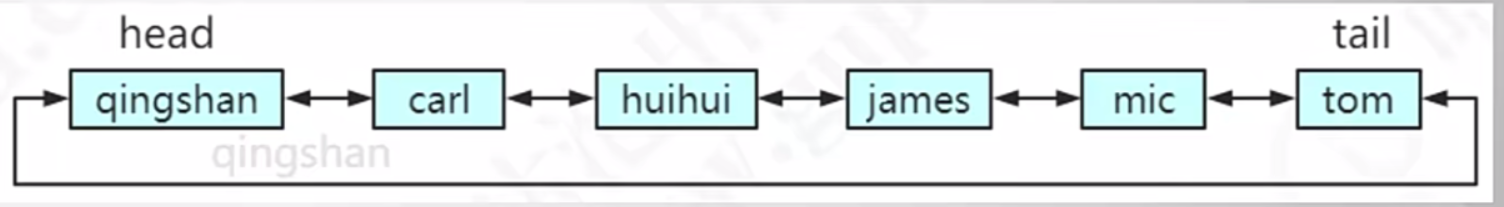 head tail
qingshan carl huihui james mic tom
qingshan